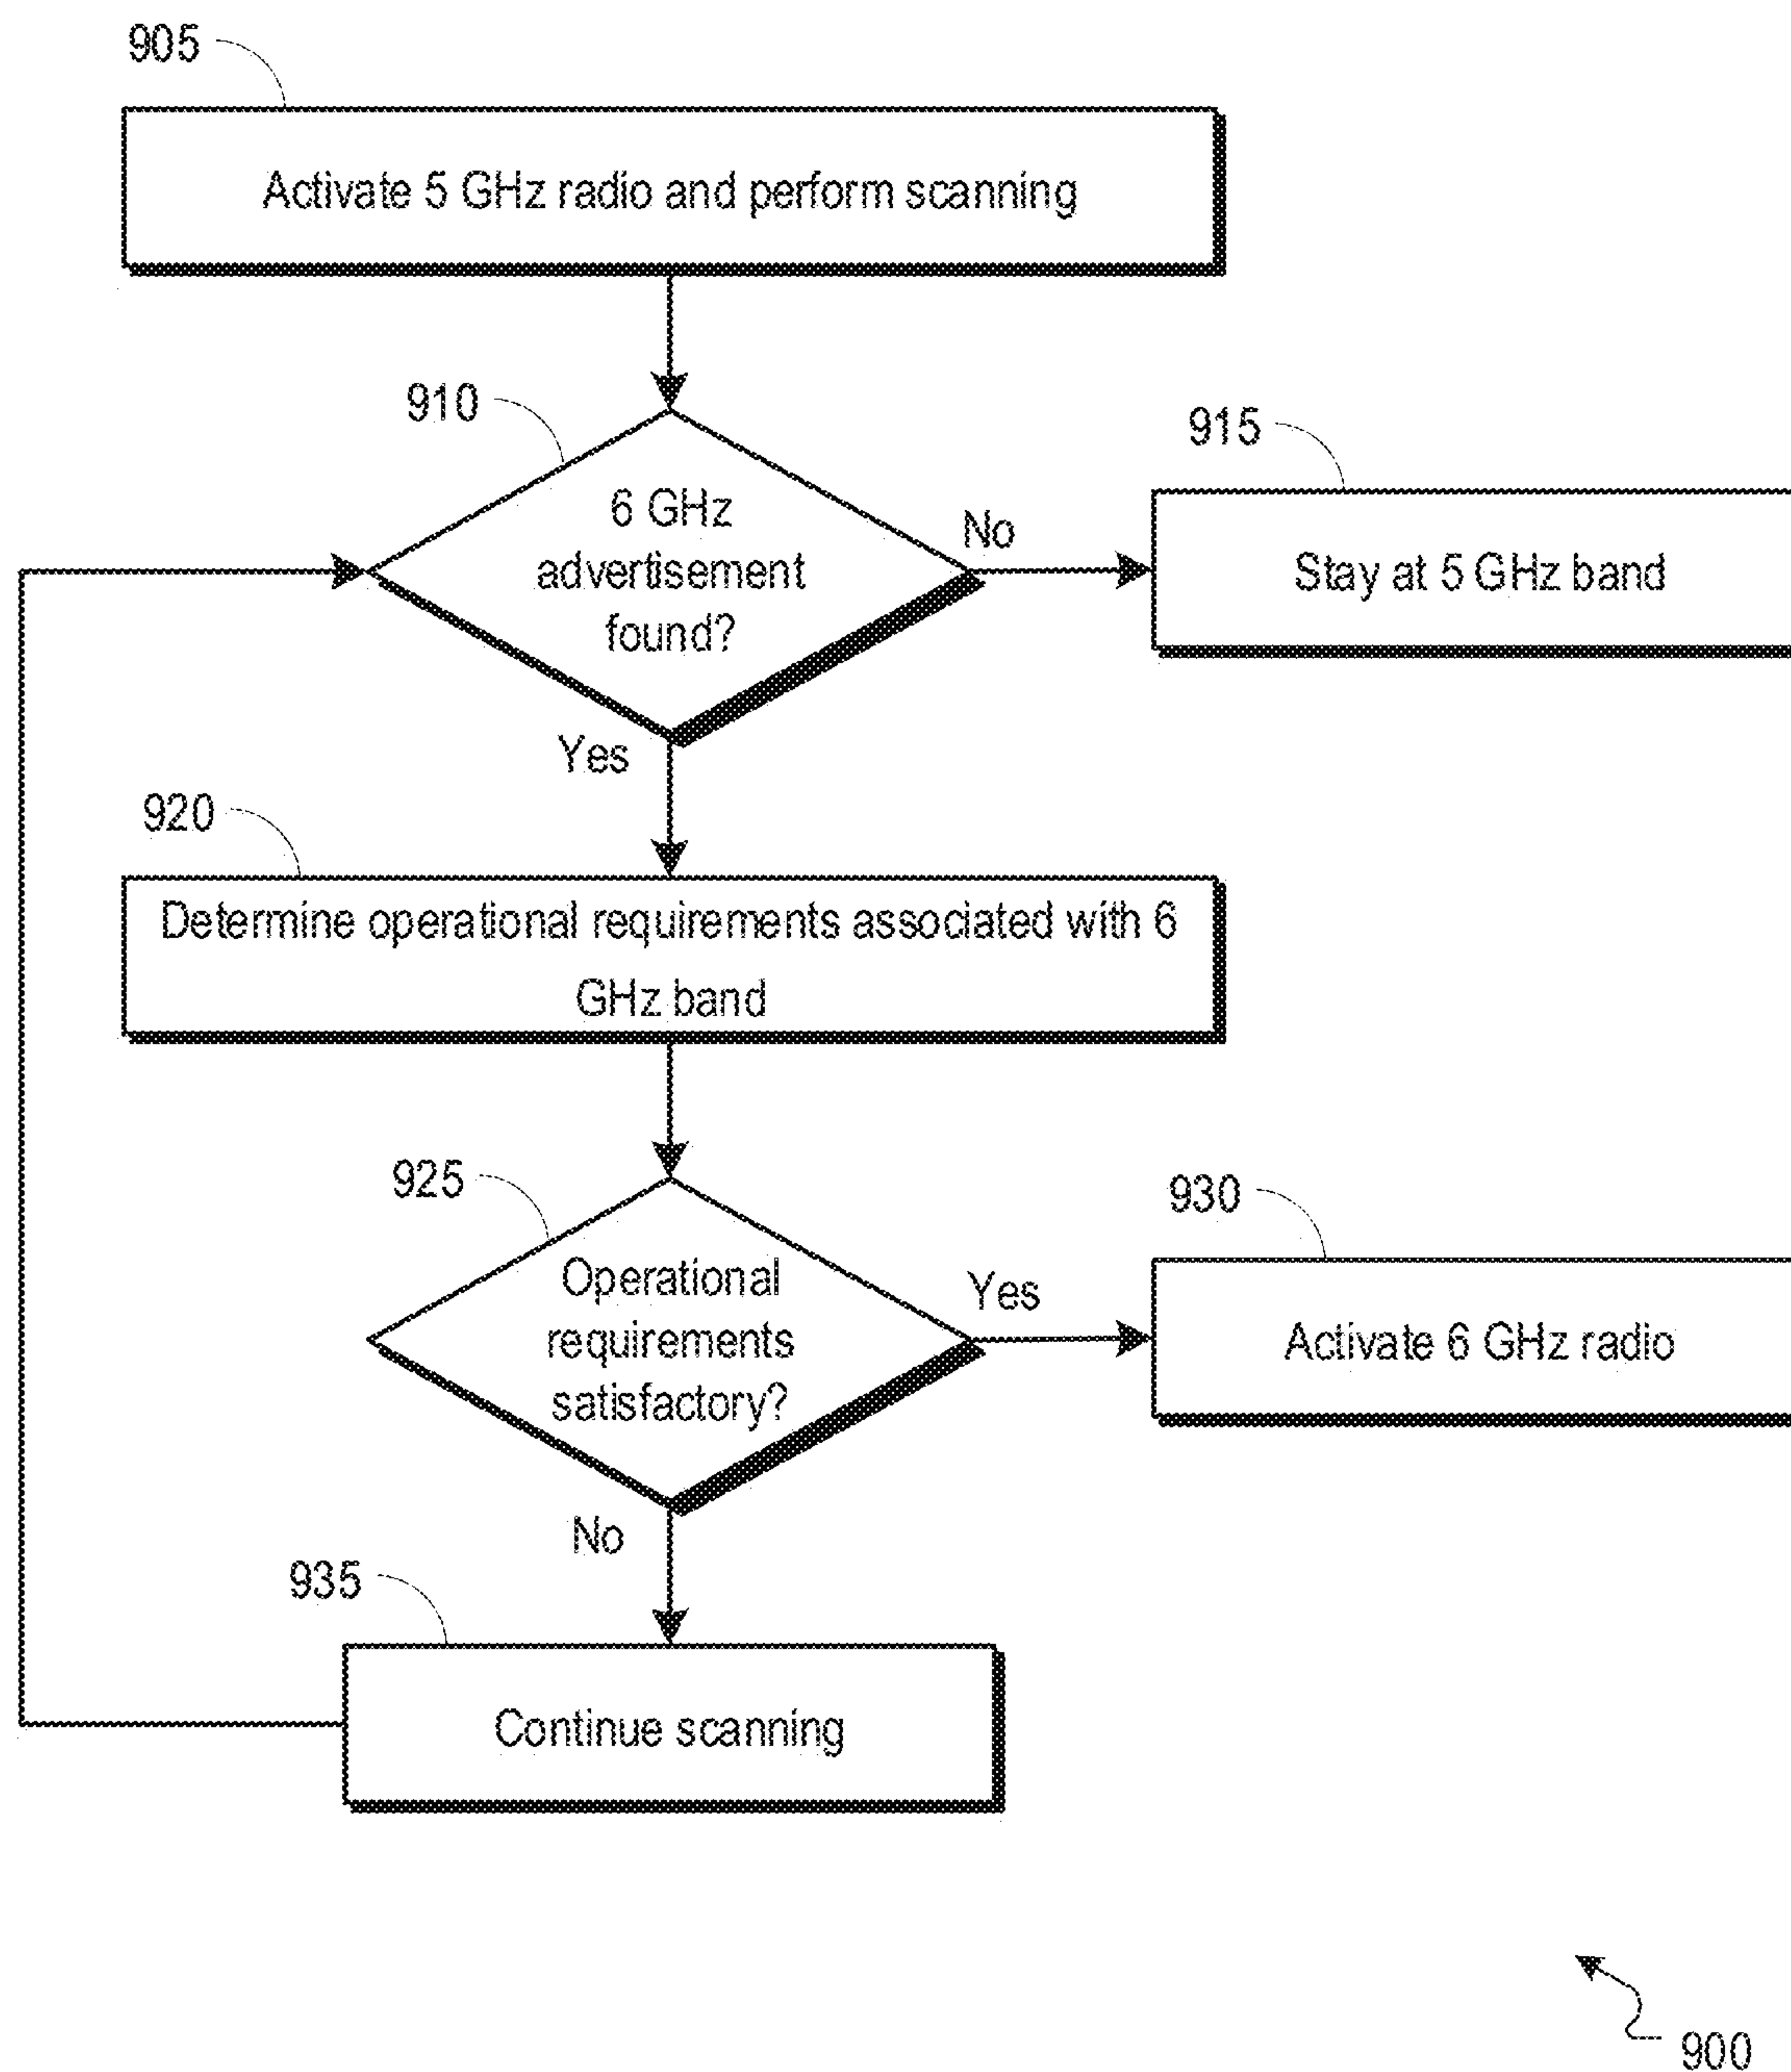 905
Activate 5 GHz radio and perform scanning
910
6 GHz
advertisement
found?
No
915
Stay at 5 GHz band
Yes
920
Determine operational requirements associated with 6
GHz band
925
Operational
requirements
satisfactory?
Yes
930
Activate 6 GHz radio
No
935
Continue scanning
900